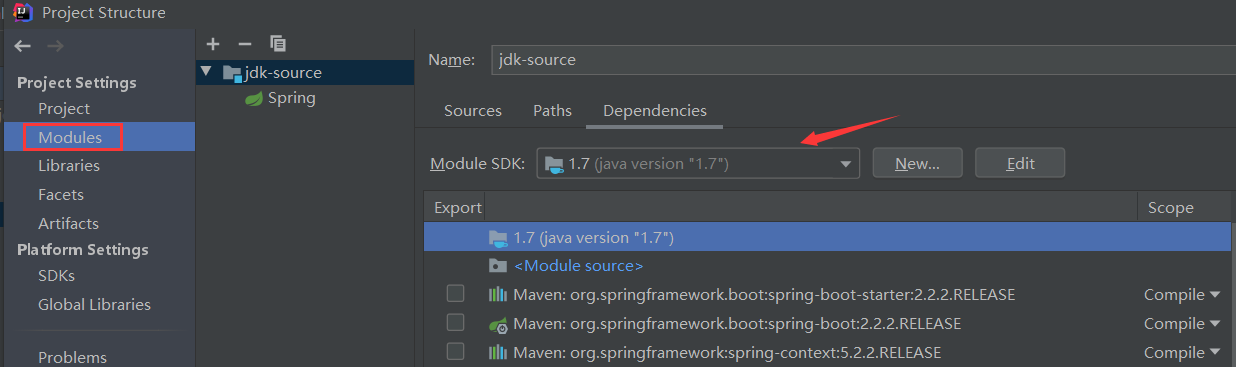 Project Structure
Project Settings
Project
Modules
Libraries
Facets
Artifacts
Platform Settings
SDKs
Global Libraries
Problems
jdk-source
Spring
Name: jdk-source
Sources Paths Dependencies
Module SDK: 1.7 (java version "1.7") New... Edit
Export Scope
1.7 (java version "1.7")
<Module source>
Maven: org.springframework.boot:spring-boot-starter:2.2.2.RELEASE Compile
Maven: org.springframework.boot:spring-boot:2.2.2.RELEASE Compile
Maven: org.springframework:spring-context:5.2.2.RELEASE Compile